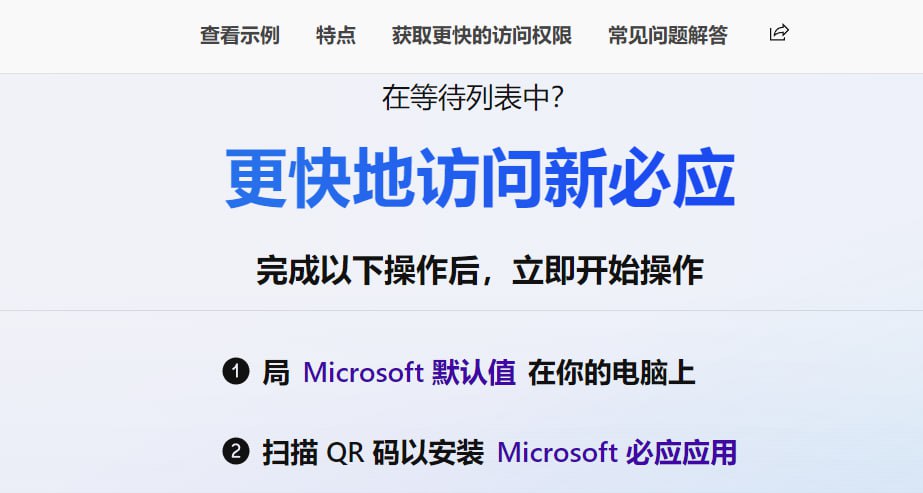 查看示例 特点 获取更快的访问权限 常见问题解答
在等待列表中?
更快地访问新必应
完成以下操作后，立即开始操作
1 局 Microsoft 默认值 在你的电脑上
2 扫描 QR 码以安装 Microsoft 必应应用